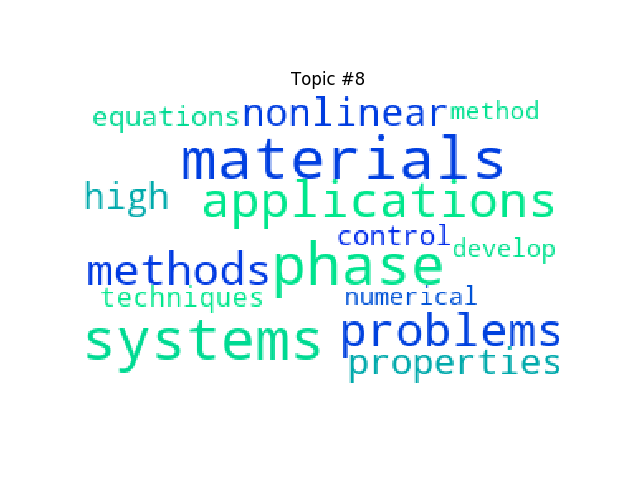 Topic #8
equations nonlinear method
materials
high applications
control develop
methods phase
techniques numerical
systems problems
properties